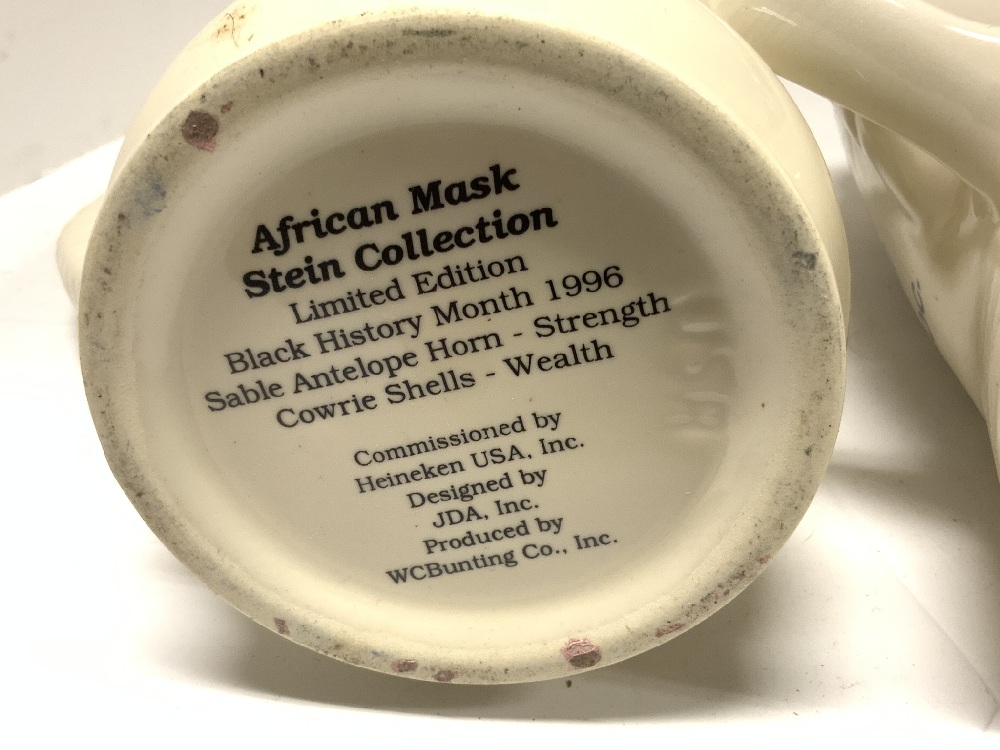 African Mask
Stein Collection
Limited Edition
Black History Month 1996
Sable Antelope Horn - Strength
Cowrie Shells - Wealth
Commissioned by
Heineken USA, Inc.
Designed by
JDA, Inc.
Produced by
WCBunting Co., Inc.